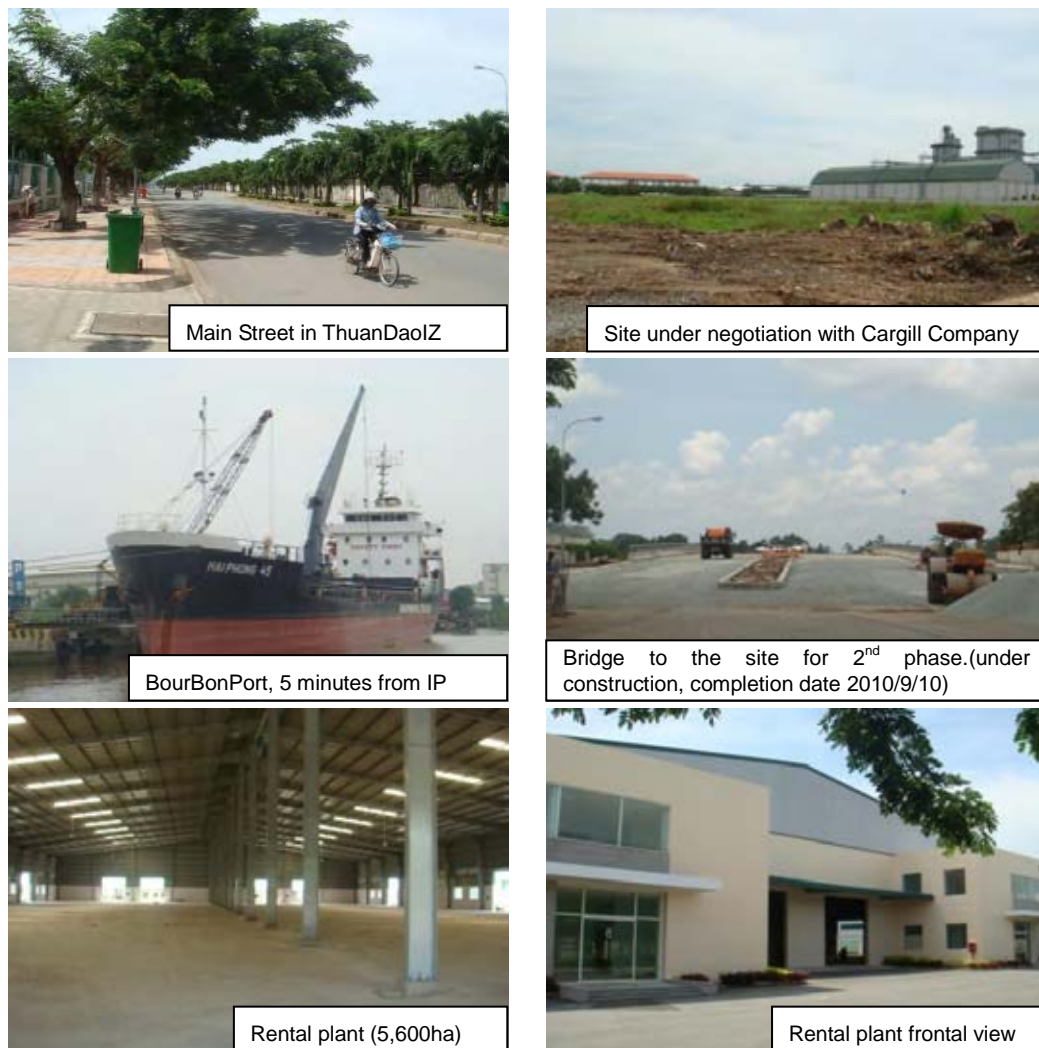 Main Street in ThuanDaoIZ
Site under negotiation with Cargill Company
HAI PHONG 45
BourBonPort, 5 minutes from IP
Bridge to the site for 2nd phase.(under
construction, completion date 2010/9/10)
Rental plant (5,600ha)
Rental plant frontal view